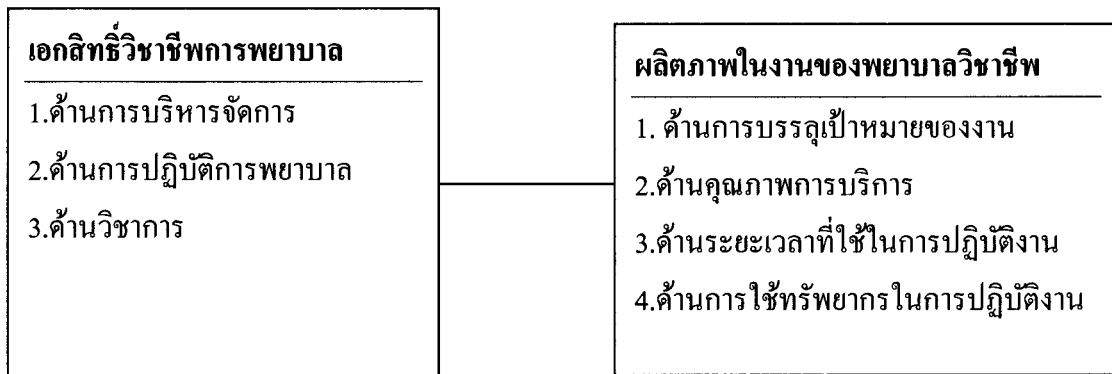 เอกสิทธิ์วิชาชีพการพยาบาล
1.ด้านการบริหารจัดการ
2.ด้านการปฏิบัติการพยาบาล
3.ด้านวิชาการ
ผลิตภาพในงานของพยาบาลวิชาชีพ
1. ด้านการบรรลุเป้าหมายของงาน
2.ด้านคุณภาพการบริการ
3.ด้านระยะเวลาที่ใช้ในการปฏิบัติงาน
4.ด้านการใช้ทรัพยากรในการปฏิบัติงาน